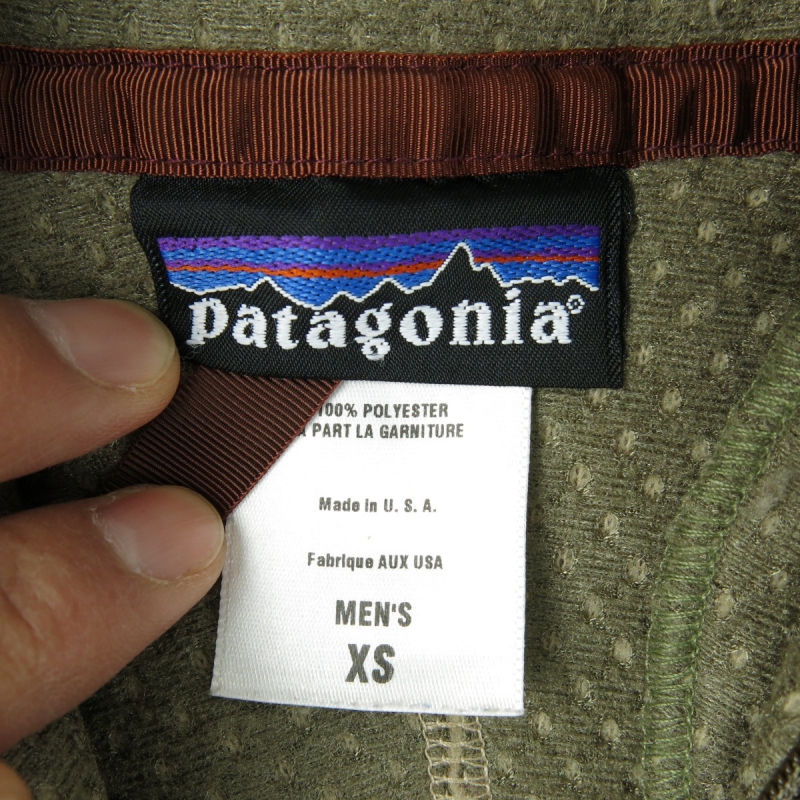 patagonia®
100% POLYESTER
À PART LA GARNITURE
Made in U. S. A.
Fabrique AUX USA
MEN'S
XS